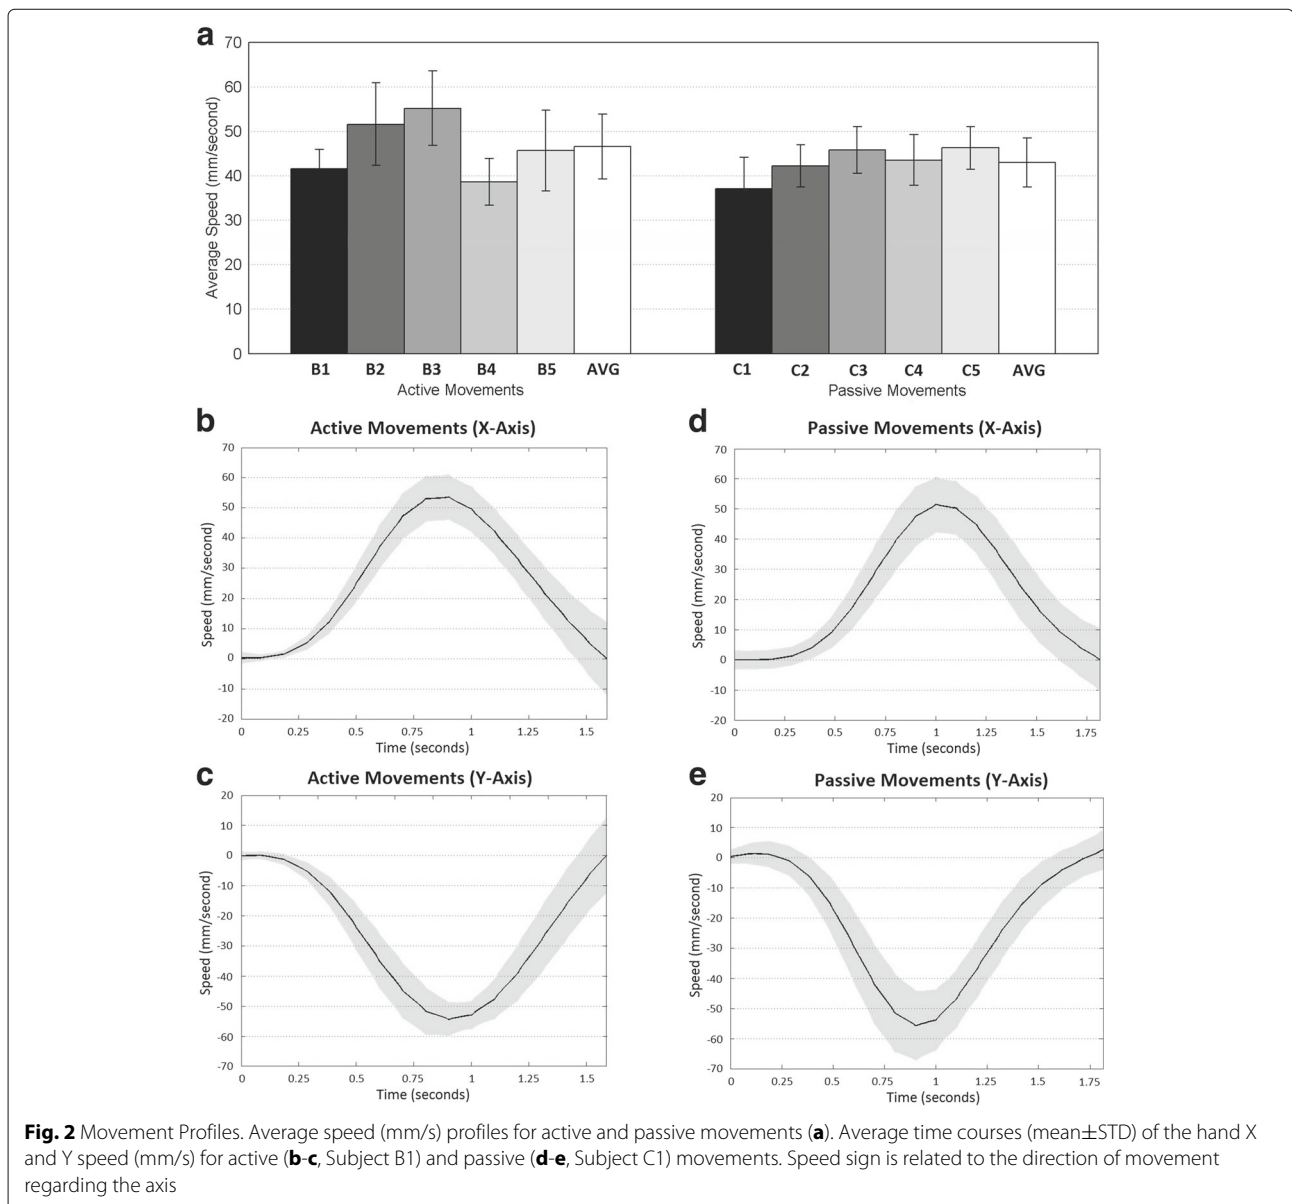 a
70
60
50
40
30
20
10
0
Average Speed (mm/second)
B1 B2 B3 B4 B5 AVG C1 C2 C3 C4 C5 AVG
Active Movements Passive Movements
b
Active Movements (X-Axis)
70
60
50
40
30
20
10
0
-10
-20
Speed (mm/second)
0 0.25 0.5 0.75 1 1.25 1.5
Time (seconds)
d
Passive Movements (X-Axis)
70
60
50
40
30
20
10
0
-10
-20
Speed (mm/second)
0 0.25 0.5 0.75 1 1.25 1.5 1.75
Time (seconds)
c
Active Movements (Y-Axis)
20
10
0
-10
-20
-30
-40
-50
-60
-70
Speed (mm/second)
0 0.25 0.5 0.75 1 1.25 1.5
Time (seconds)
e
Passive Movements (Y-Axis)
20
10
0
-10
-20
-30
-40
-50
-60
-70
Speed (mm/second)
0 0.25 0.5 0.75 1 1.25 1.5 1.75
Time (seconds)
Fig. 2 Movement Profiles. Average speed (mm/s) profiles for active and passive movements (a). Average time courses (mean±STD) of the hand X
and Y speed (mm/s) for active (b-c, Subject B1) and passive (d-e, Subject C1) movements. Speed sign is related to the direction of movement
regarding the axis